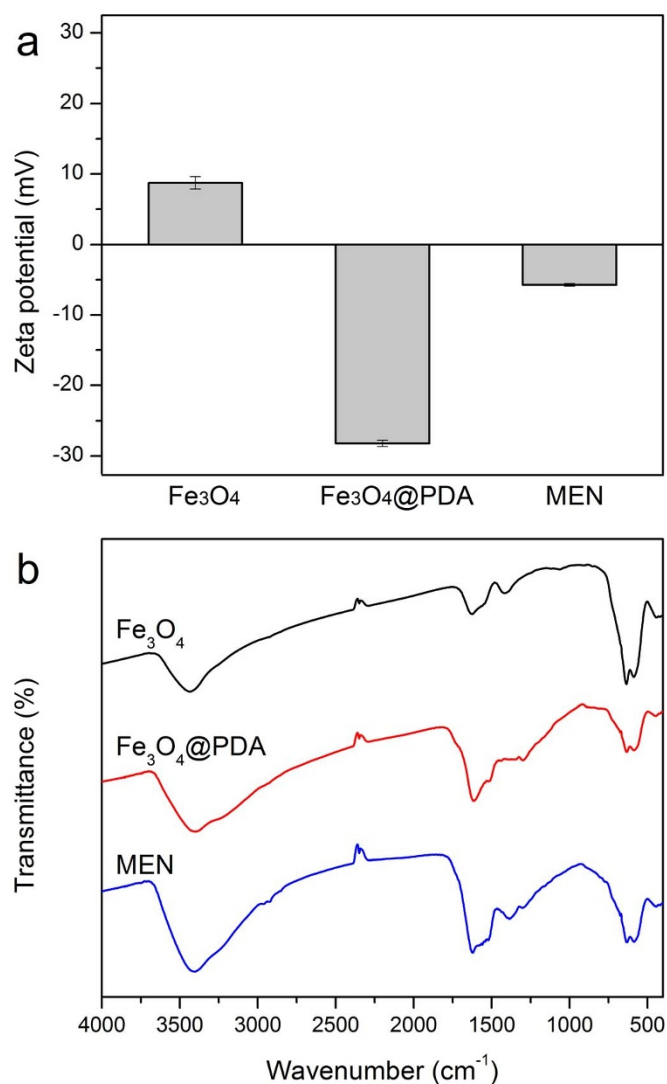 a
Zeta potential (mV)
30
20
10
0
-10
-20
-30
Fe3O4
Fe3O4@PDA
MEN
b
Transmittance (%)
Fe₃O₄
Fe₃O₄@PDA
MEN
4000 3500 3000 2500 2000 1500 1000 500
Wavenumber (cm⁻¹)